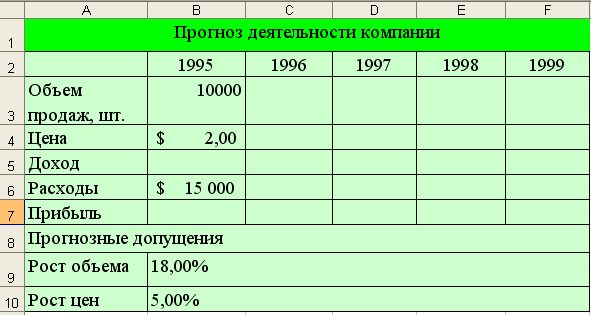 A B C D E F
1 Прогноз деятельности компании
2 1995 1996 1997 1998 1999
Объем
3 продаж, шт. 10000
4 Цена $ 2,00
5 Доход
6 Расходы $ 15 000
7 Прибыль
8 Прогнозные допущения
9 Рост объема 18,00%
10 Рост цен 5,00%